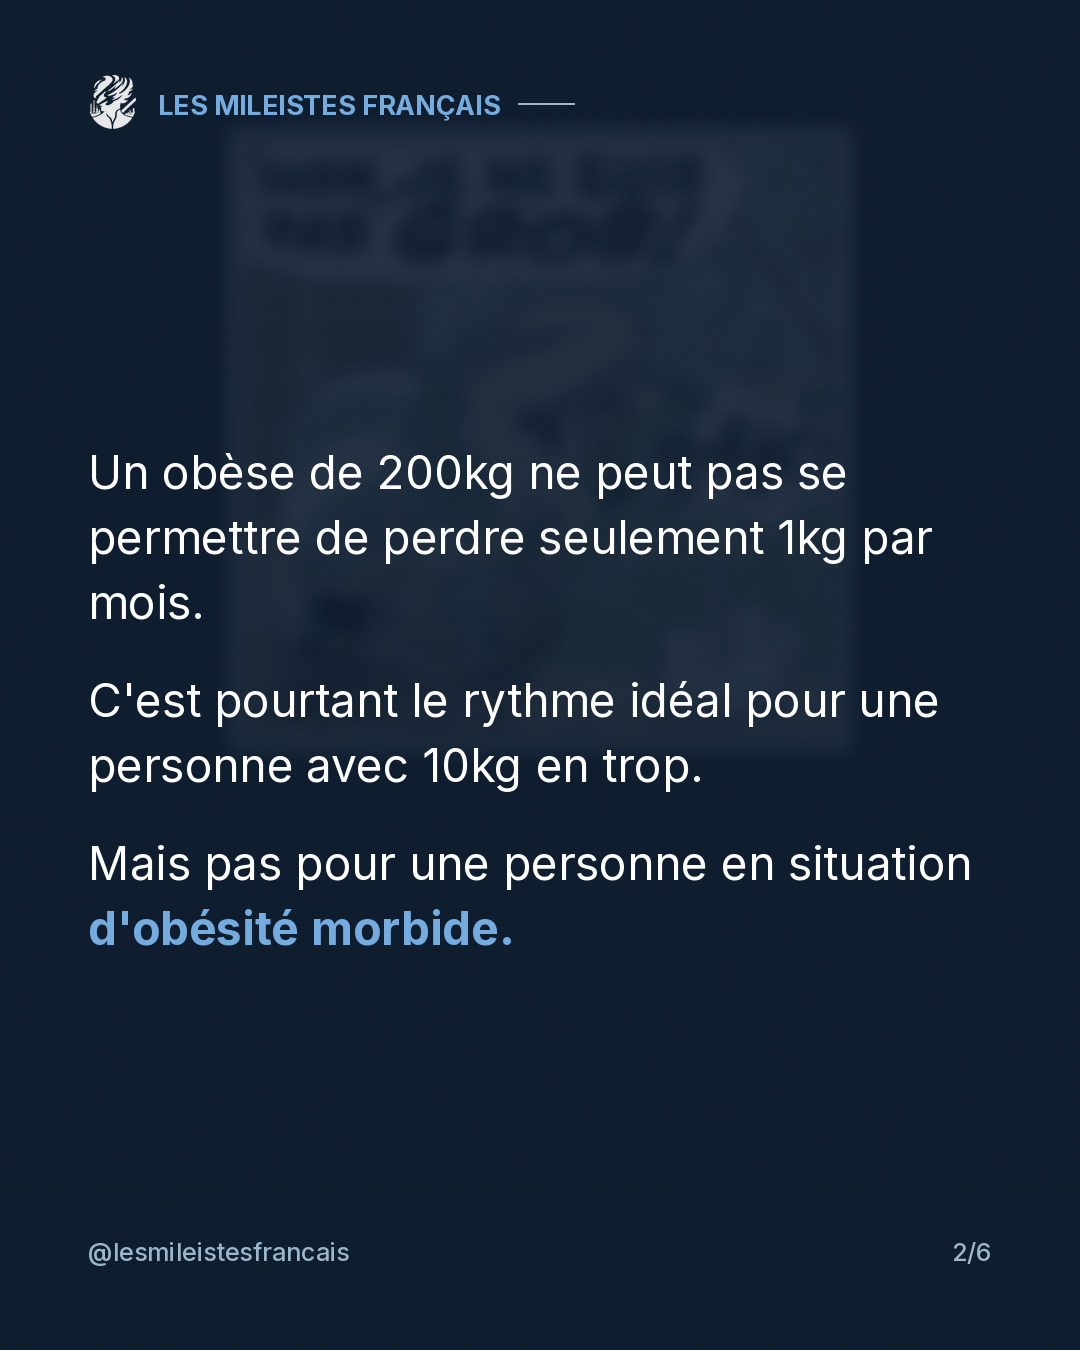 LES MILEISTES FRANÇAIS
Un obèse de 200kg ne peut pas se
permettre de perdre seulement 1kg par
mois.
C'est pourtant le rythme idéal pour une
personne avec 10kg en trop.
Mais pas pour une personne en situation
d'obésité morbide.
@lesmileistesfrancais
2/6